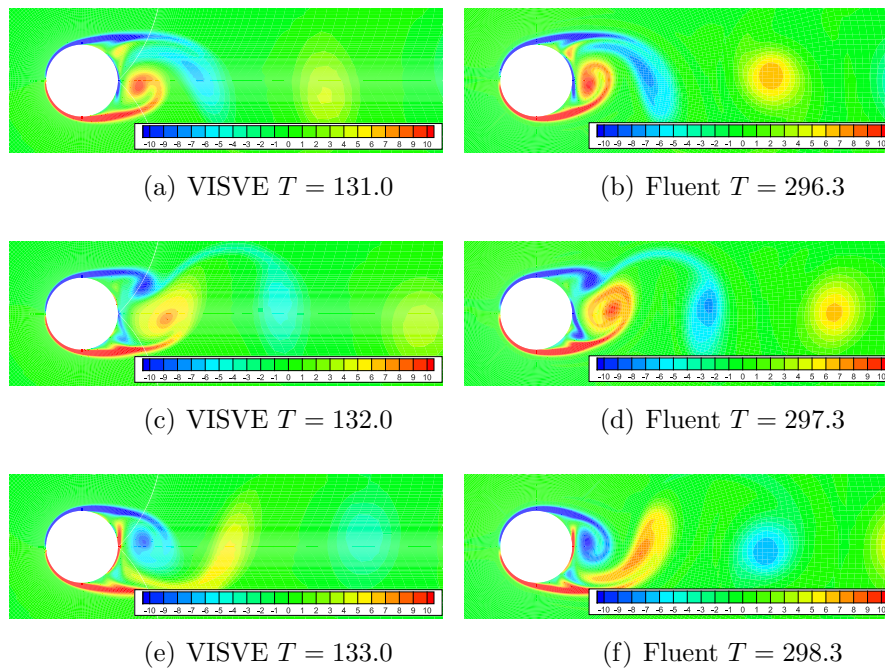 -10 -9 -8 -7 -6 -5 -4 -3 -2 -1 0 1 2 3 4 5 6 7 8 9 10
-10 -9 -8 -7 -6 -5 -4 -3 -2 -1 0 1 2 3 4 5 6 7 8 9 10
(a) VISVE T = 131.0
(b) Fluent T = 296.3
-10 -9 -8 -7 -6 -5 -4 -3 -2 -1 0 1 2 3 4 5 6 7 8 9 10
-10 -9 -8 -7 -6 -5 -4 -3 -2 -1 0 1 2 3 4 5 6 7 8 9 10
(c) VISVE T = 132.0
(d) Fluent T = 297.3
-10 -9 -8 -7 -6 -5 -4 -3 -2 -1 0 1 2 3 4 5 6 7 8 9 10
-10 -9 -8 -7 -6 -5 -4 -3 -2 -1 0 1 2 3 4 5 6 7 8 9 10
(e) VISVE T = 133.0
(f) Fluent T = 298.3